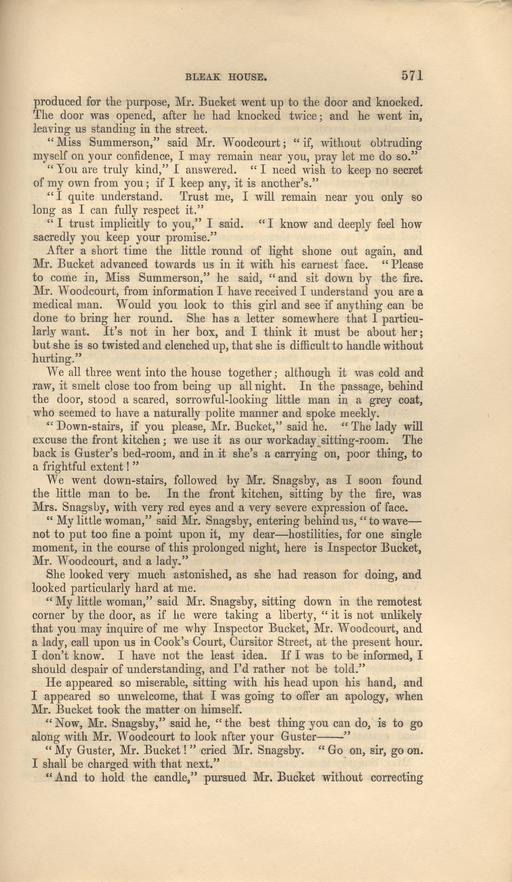 BLEAK HOUSE. 571
produced for the purpose, Mr. Bucket went up to the door and knocked.
The door was opened, after he had knocked twice; and he went in,
leaving us standing in the street.
"Miss Summerson," said Mr. Woodcourt; "if, without obtruding
myself on your confidence, I may remain near you, pray let me do so."
"You are truly kind," I answered. "I need wish to keep no secret
of my own from you; if I keep any, it is another's."
"I quite understand. Trust me, I will remain near you only so
long as I can fully respect it."
"I trust implicitly to you," I said. "I know and deeply feel how
sacredly you keep your promise."
After a short time the little round of light shone out again, and
Mr. Bucket advanced towards us in it with his earnest face. "Please
to come in, Miss Summerson," he said, "and sit down by the fire.
Mr. Woodcourt, from information I have received I understand you are a
medical man. Would you look to this girl and see if anything can be
done to bring her round. She has a letter somewhere that I particu-
larly want. It's not in her box, and I think it must be about her;
but she is so twisted and clenched up, that she is difficult to handle without
hurting."
We all three went into the house together; although it was cold and
raw, it smelt close too from being up all night. In the passage, behind
the door, stood a scared, sorrowful-looking little man in a grey coat,
who seemed to have a naturally polite manner and spoke meekly.
"Down-stairs, if you please, Mr. Bucket," said he. "The lady will
excuse the front kitchen; we use it as our workaday sitting-room. The
back is Guster's bed-room, and in it she's a carrying on, poor thing, to
a frightful extent!"
We went down-stairs, followed by Mr. Snagsby, as I soon found
the little man to be. In the front kitchen, sitting by the fire, was
Mrs. Snagsby, with very red eyes and a very severe expression of face.
"My little woman," said Mr. Snagsby, entering behind us, "to wave—
not to put too fine a point upon it, my dear—hostilities, for one single
moment, in the course of this prolonged night, here is Inspector Bucket,
Mr. Woodcourt, and a lady."
She looked very much astonished, as she had reason for doing, and
looked particularly hard at me.
"My little woman," said Mr. Snagsby, sitting down in the remotest
corner by the door, as if he were taking a liberty, "it is not unlikely
that you may inquire of me why Inspector Bucket, Mr. Woodcourt, and
a lady, call upon us in Cook's Court, Cursitor Street, at the present hour.
I don't know. I have not the least idea. If I was to be informed, I
should despair of understanding, and I'd rather not be told."
He appeared so miserable, sitting with his head upon his hand, and
I appeared so unwelcome, that I was going to offer an apology, when
Mr. Bucket took the matter on himself.
"Now, Mr. Snagsby," said he, "the best thing you can do, is to go
along with Mr. Woodcourt to look after your Guster——"
"My Guster, Mr. Bucket!" cried Mr. Snagsby. "Go on, sir, go on.
I shall be charged with that next."
"And to hold the candle," pursued Mr. Bucket without correcting